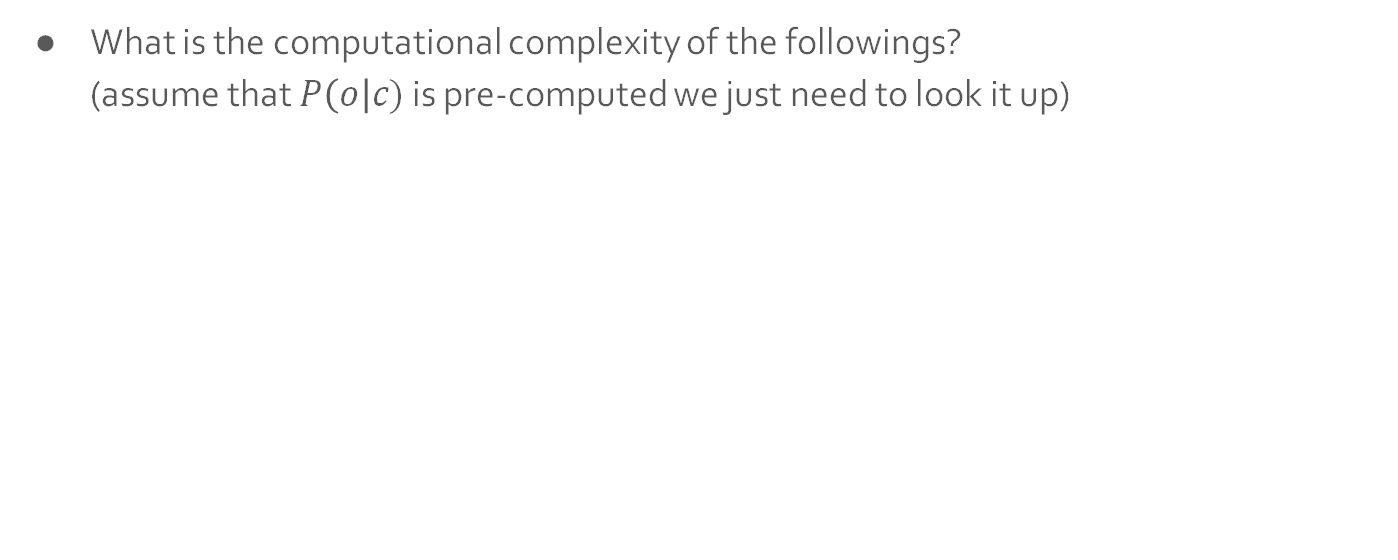 ● What is the computational complexity of the followings?
(assume that P(o|c) is pre-computed we just need to look it up)